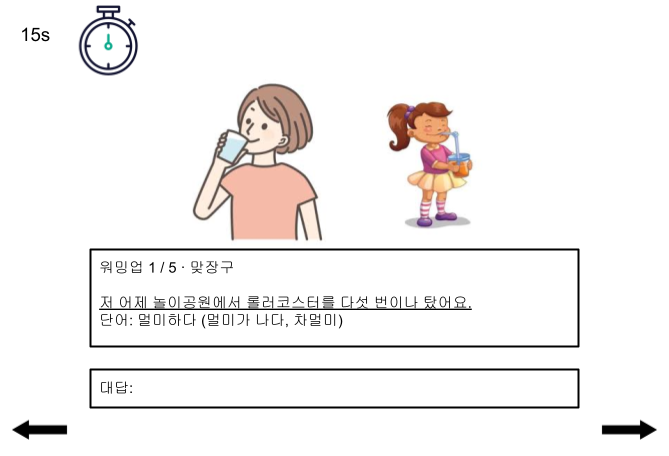 15s
워밍업 1 / 5 · 맞장구
저 어제 놀이공원에서 롤러코스터를 다섯 번이나 탔어요.
단어: 멀미하다 (멀미가 나다, 차멀미)
대답: